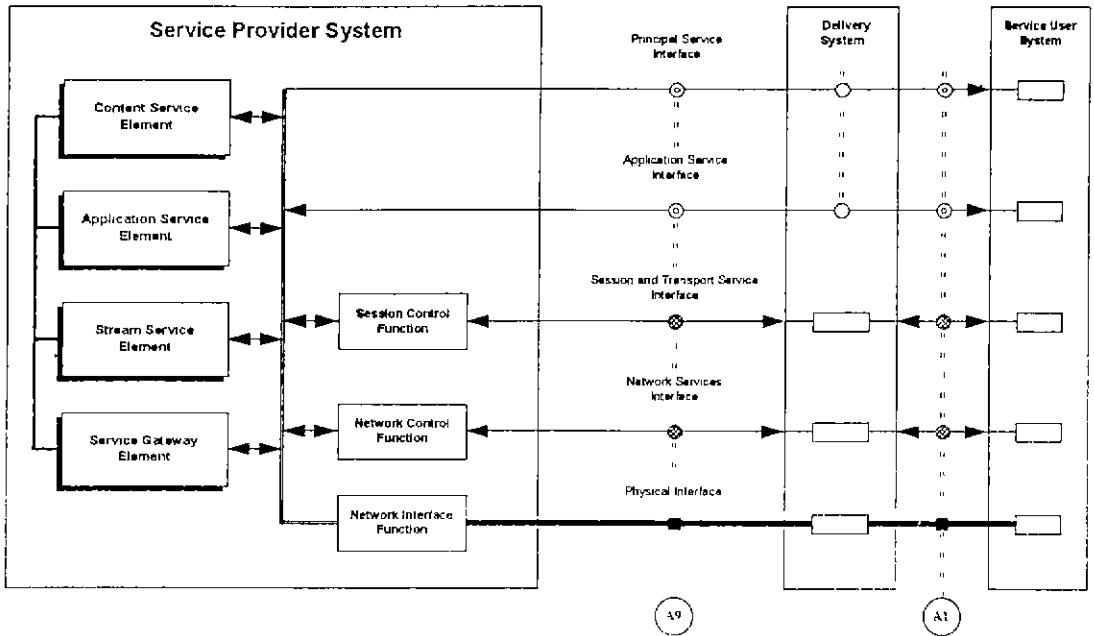 Service Provider System
Delivery
System
Service User
System
Principal Service
Interface
Content Service
Element
Application Service
Interface
Application Service
Element
Session and Transport Service
Interface
Session Control
Function
Stream Service
Element
Network Services
Interface
Network Control
Function
Service Gateway
Element
Physical Interface
Network Interface
Function
A9
A1